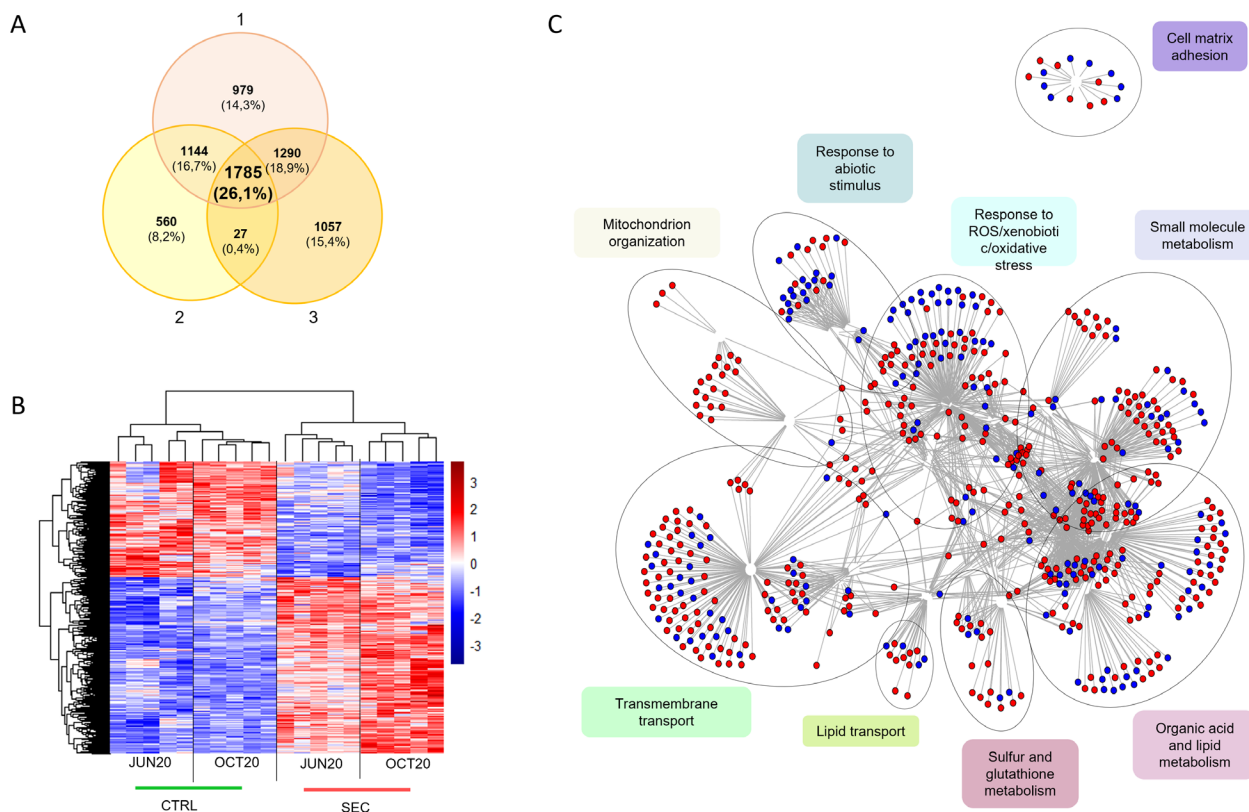 A
1
979
(14,3%)
1144
(16,7%)
1290
(18,9%)
1785
(26,1%)
560
(8,2%)
27
(0,4%)
1057
(15,4%)
2
3
B
3
2
1
0
-1
-2
-3
JUN20
OCT20
JUN20
OCT20
CTRL
SEC
C
Cell matrix
adhesion
Response to
abiotic
stimulus
Mitochondrion
organization
Response to
ROS/xenobioti
c/oxidative
stress
Small molecule
metabolism
Transmembrane
transport
Lipid transport
Sulfur and
glutathione
metabolism
Organic acid
and lipid
metabolism